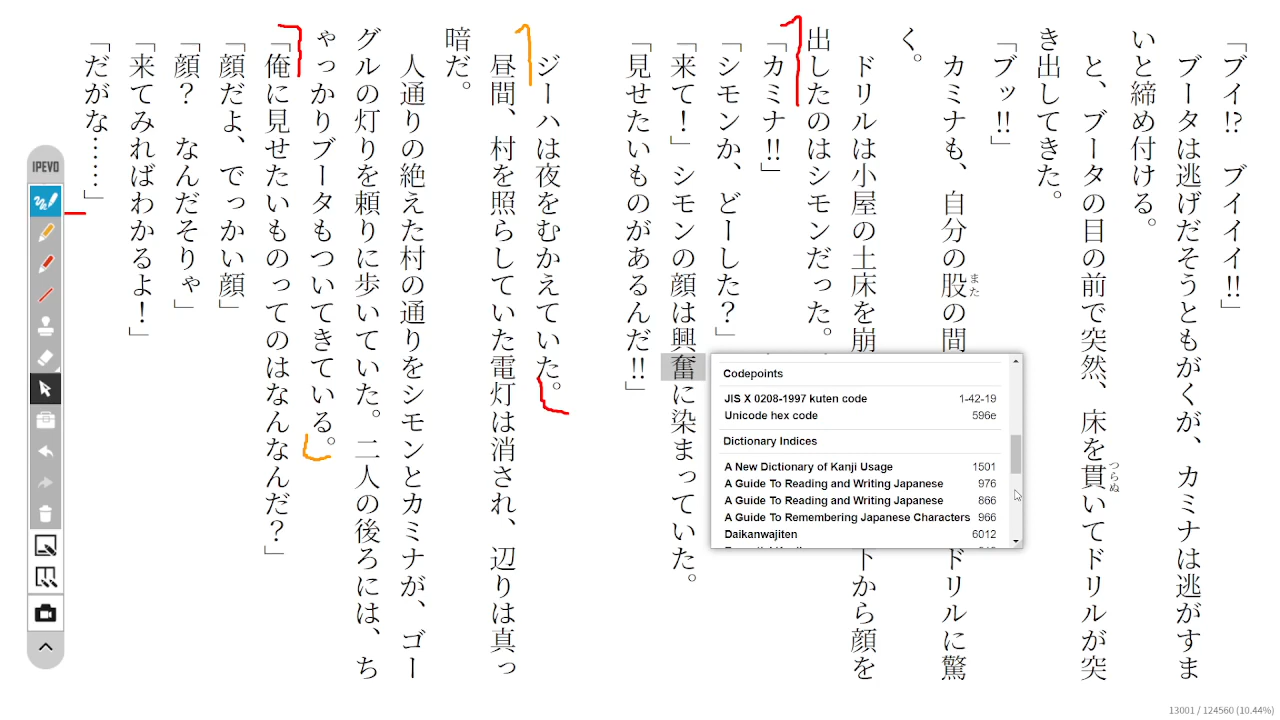 「ブイ!?　ブイイイ!!」
ブータは逃げだそうともがくが、カミナは逃がすま
いと締め付ける。
と、ブータの目の前で突然、床を貫いてドリルが突
つらぬ
き出してきた。
「ブッ!!」
カミナも、自分の股の間 ドリルに驚
また
く。
ドリルは小屋の土床を崩 から顔を
出したのはシモンだった。
「カミナ!!」
「シモンか、どーした？」
「来て！」シモンの顔は興奮に染まっていた。
「見せたいものがあるんだ!!」
ジーハは夜をむかえていた。
昼間、村を照らしていた電灯は消され、辺りは真っ
暗だ。
人通りの絶えた村の通りをシモンとカミナが、ゴー
グルの灯りを頼りに歩いていた。二人の後ろには、ち
ゃっかりブータもついてきている。
「俺に見せたいものってのはなんなんだ？」
「顔だよ、でっかい顔」
「顔？　なんだそりゃ」
「来てみればわかるよ！」
「だがな……」
Codepoints
JIS X 0208-1997 kuten code 1-42-19
Unicode hex code 596e
Dictionary Indices
A New Dictionary of Kanji Usage 1501
A Guide To Reading and Writing Japanese 976
A Guide To Reading and Writing Japanese 866
A Guide To Remembering Japanese Characters 966
Daikanwajiten 6012
IPEVO
13001 / 124560 (10.44%)